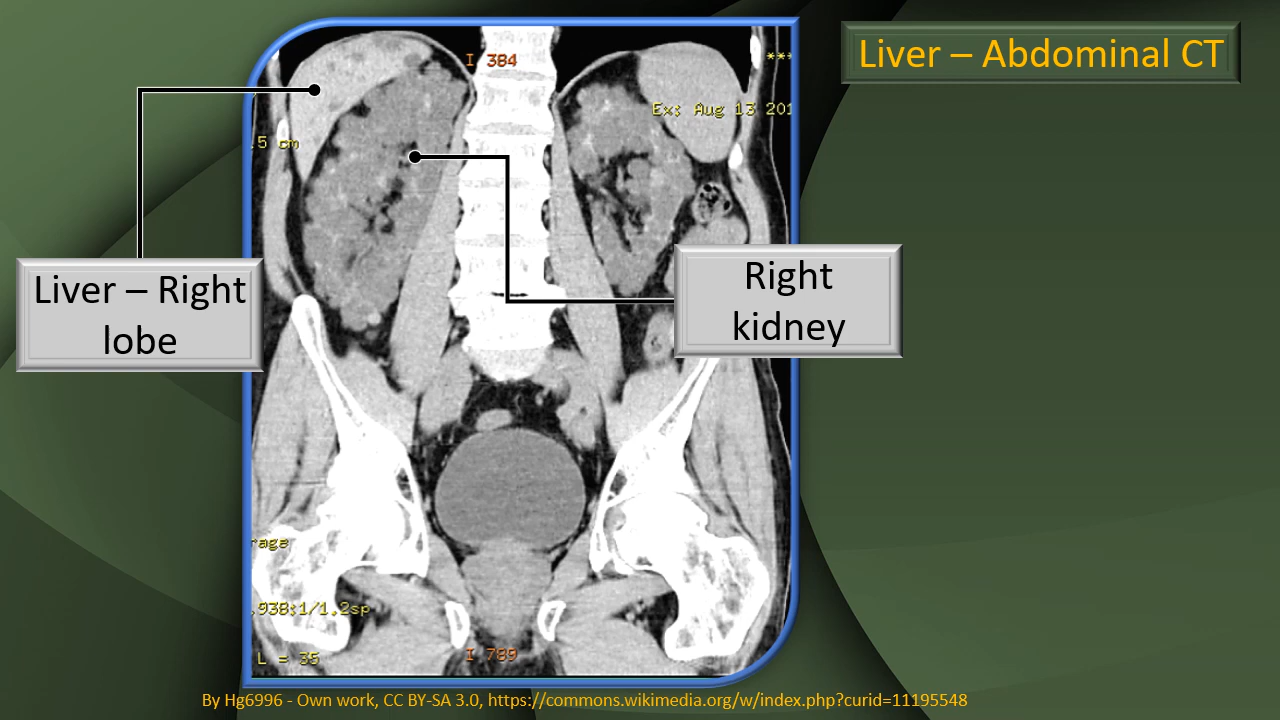 Liver – Abdominal CT
I 384
***
Ex: Aug 13 201
.5 cm
Liver – Right
lobe
Right
kidney
rage
.938:1/1.2sp
L = 35
I 789
By Hg6996 - Own work, CC BY-SA 3.0, https://commons.wikimedia.org/w/index.php?curid=11195548